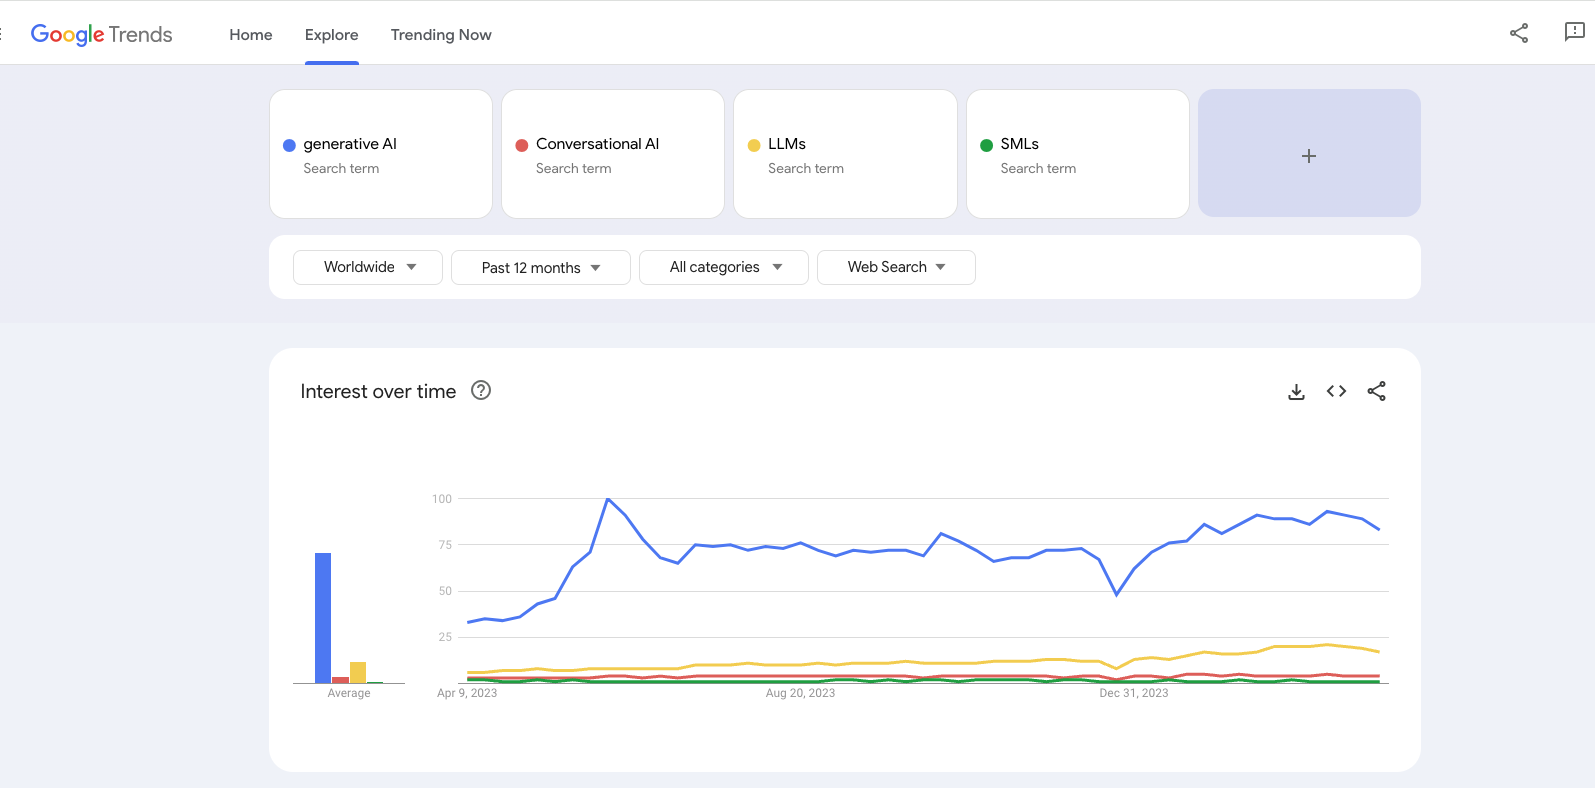 Google Trends Home Explore Trending Now
generative AI Conversational AI LLMs SMLs
Search term Search term Search term Search term
+
Worldwide Past 12 months All categories Web Search
Interest over time ?
100
75
50
25
Average Apr 9, 2023 Aug 20, 2023 Dec 31, 2023